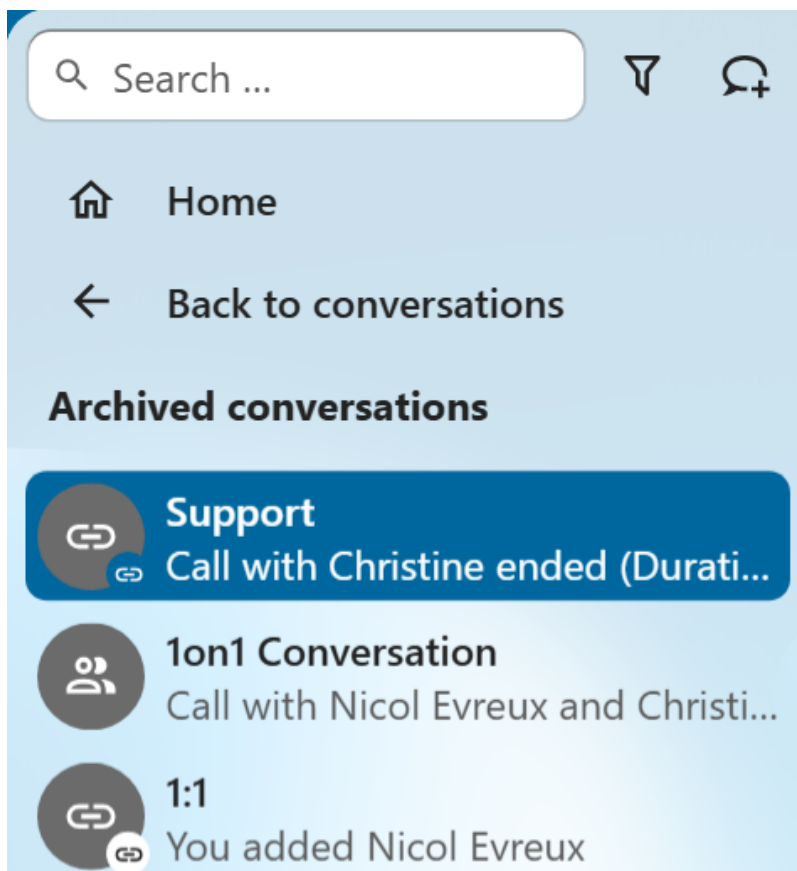 Search ...
Home
Back to conversations
Archived conversations
Support
Call with Christine ended (Durati...
1on1 Conversation
Call with Nicol Evreux and Christi...
1:1
You added Nicol Evreux